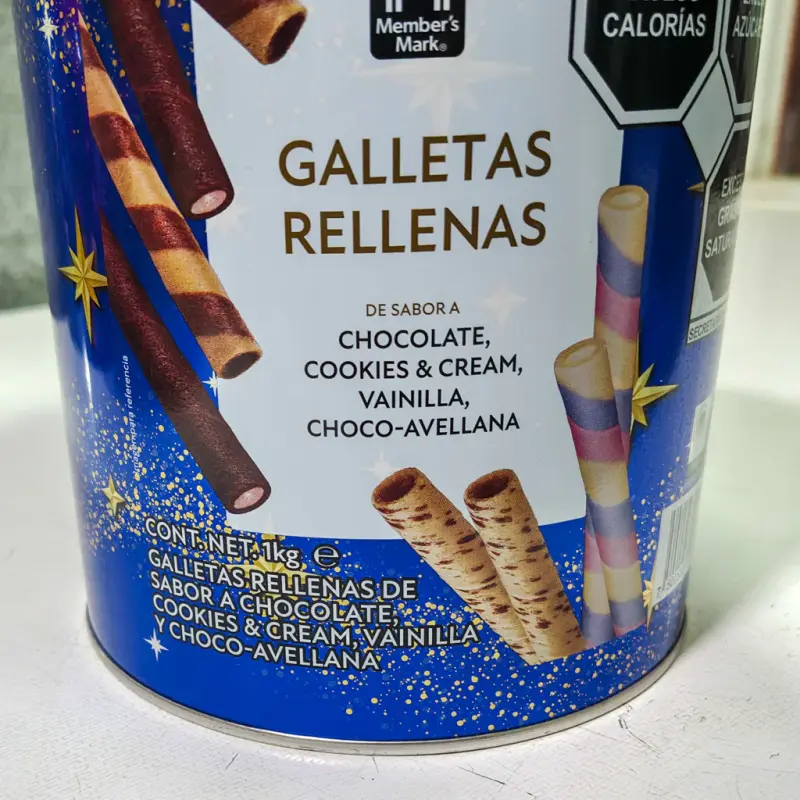 Member's
Mark®
CALORÍAS
GALLETAS
RELLENAS
DE SABOR A
CHOCOLATE,
COOKIES & CREAM,
VAINILLA,
CHOCO-AVELLANA
CONT. NET. 1kg e
GALLETAS RELLENAS DE
SABOR A CHOCOLATE,
COOKIES & CREAM, VAINILLA
Y CHOCO-AVELLANA